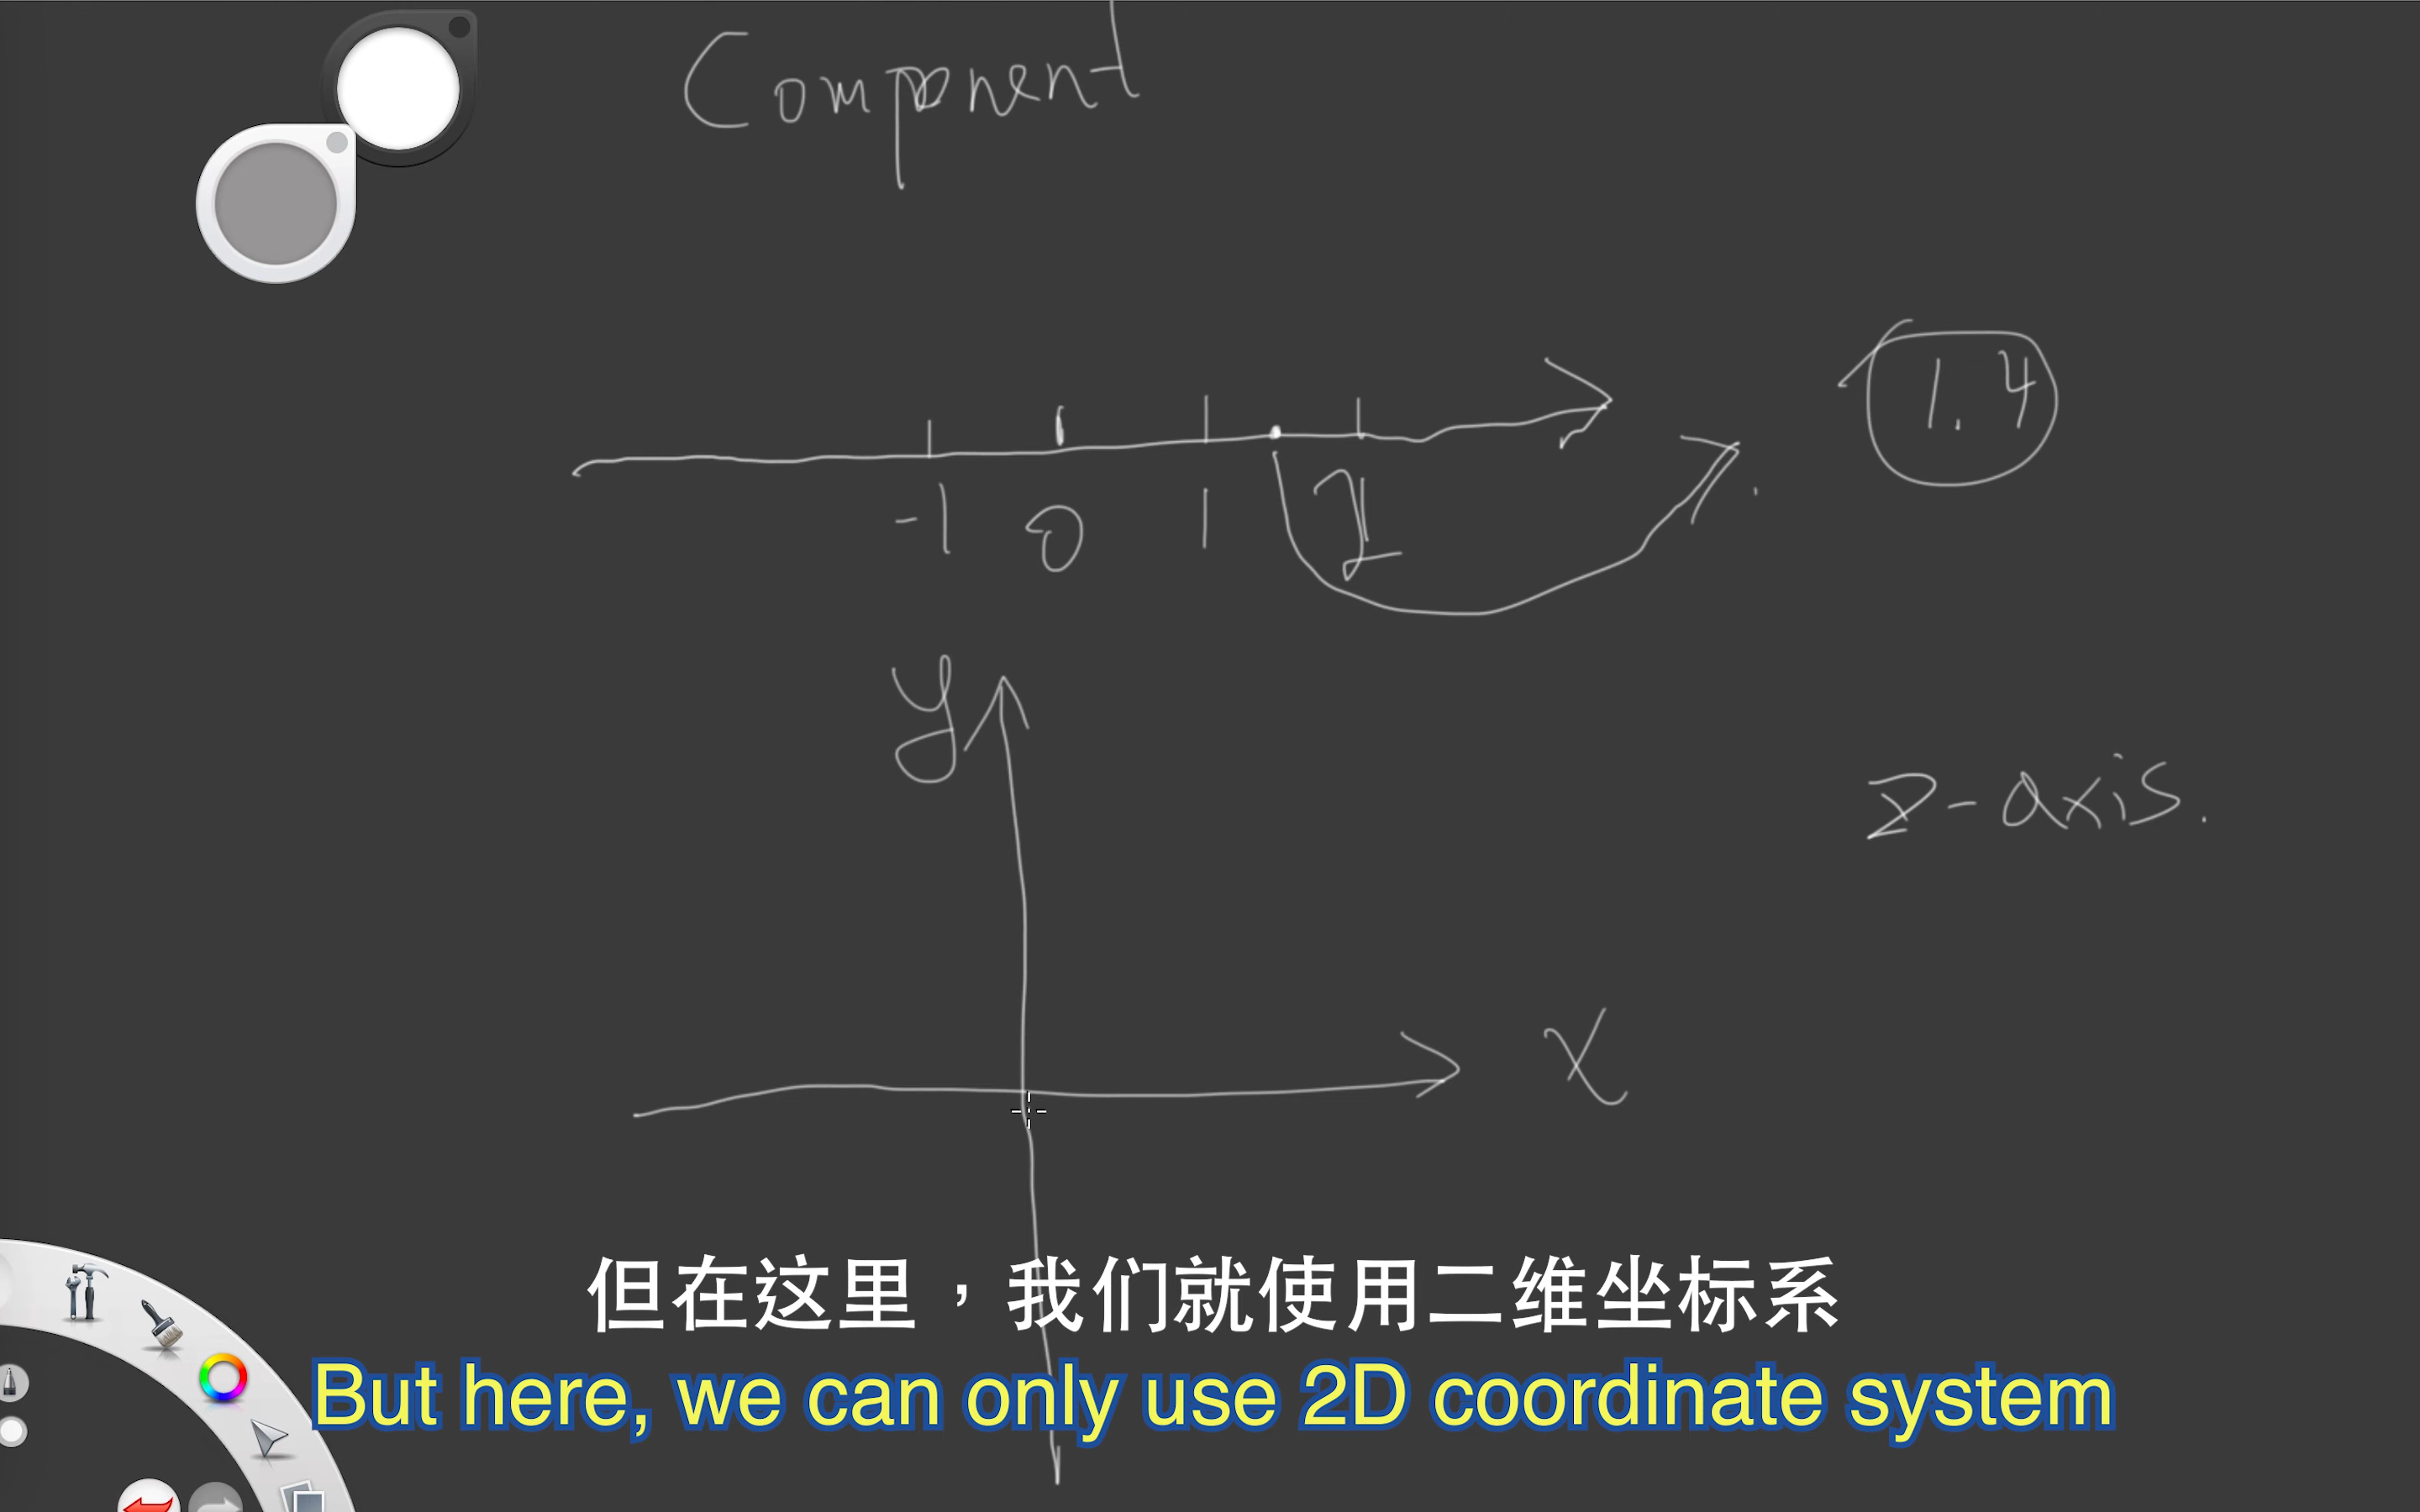 Component
1.4
-1 0 1 2
y
z-axis.
x
但在这里，我们就使用二维坐标系
But here, we can only use 2D coordinate system